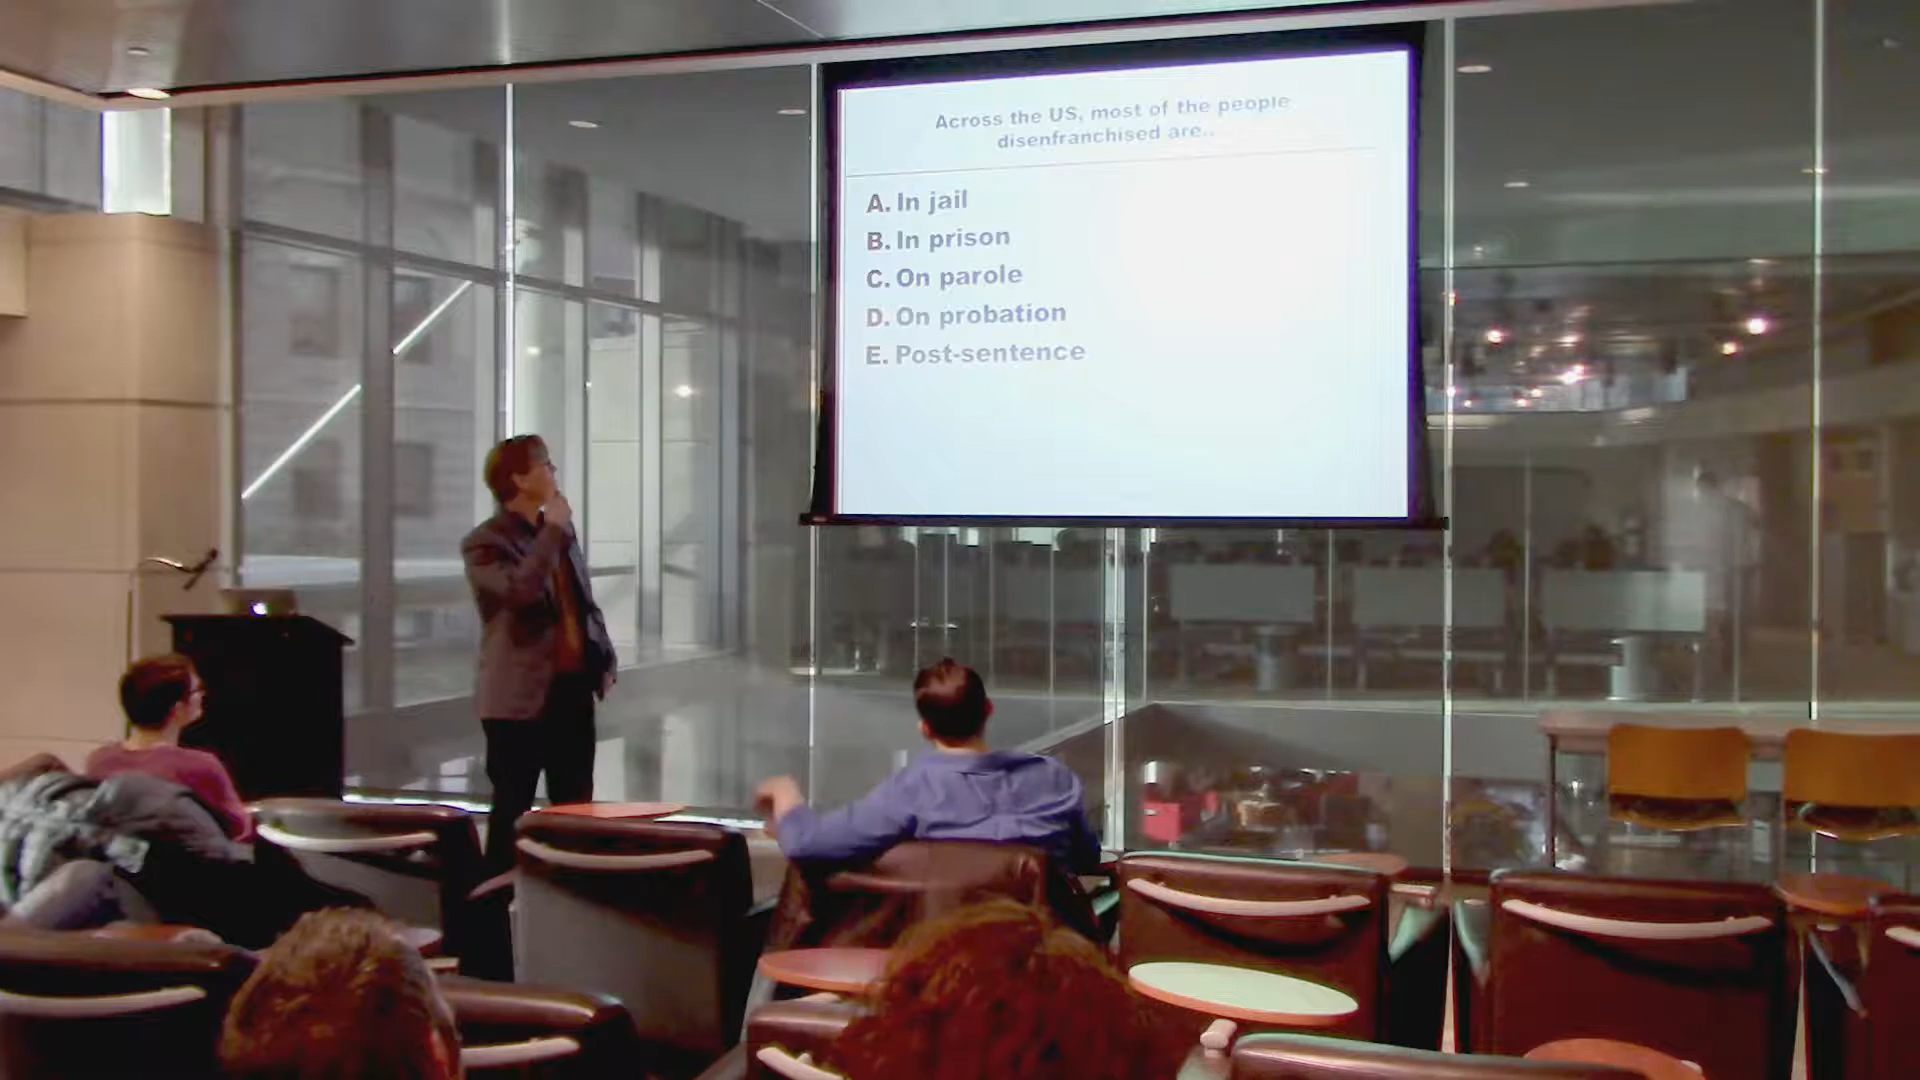 Across the US, most of the people
disenfranchised are..
A. In jail
B. In prison
C. On parole
D. On probation
E. Post-sentence